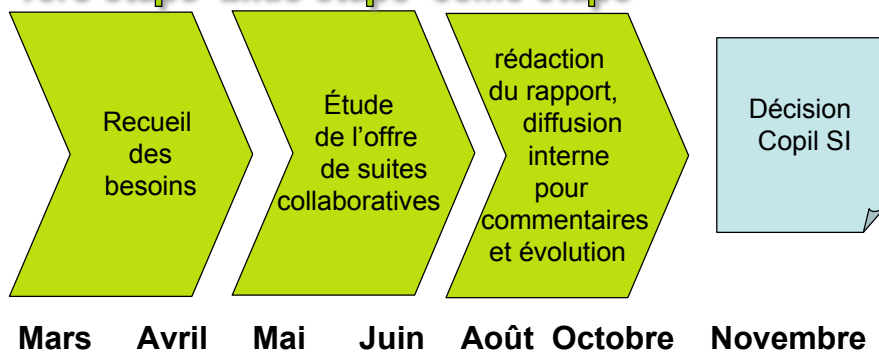 Recueil
des
besoins
Étude
de l’offre
de suites
collaboratives
rédaction
du rapport,
diffusion
interne
pour
commentaires
et évolution
Décision
Copil SI
Mars Avril Mai Juin Août Octobre Novembre